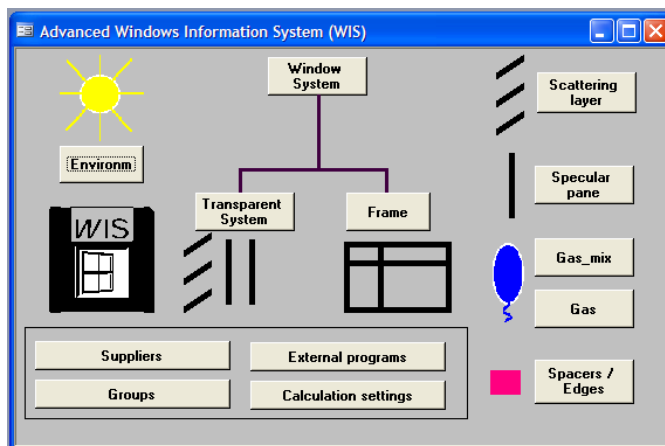 Advanced Windows Information System (WIS)
Window
System
Scattering
layer
Environm
Specular
pane
Transparent
System
Frame
WIS
Gas_mix
Gas
Suppliers
External programs
Spacers /
Edges
Groups
Calculation settings